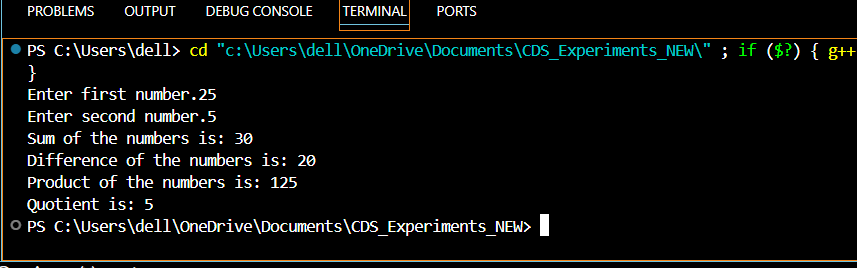 PROBLEMS OUTPUT DEBUG CONSOLE TERMINAL PORTS
PS C:\Users\dell> cd "c:\Users\dell\OneDrive\Documents\CDS_Experiments_NEW\" ; if ($?) { g++
}
Enter first number.25
Enter second number.5
Sum of the numbers is: 30
Difference of the numbers is: 20
Product of the numbers is: 125
Quotient is: 5
PS C:\Users\dell\OneDrive\Documents\CDS_Experiments_NEW>